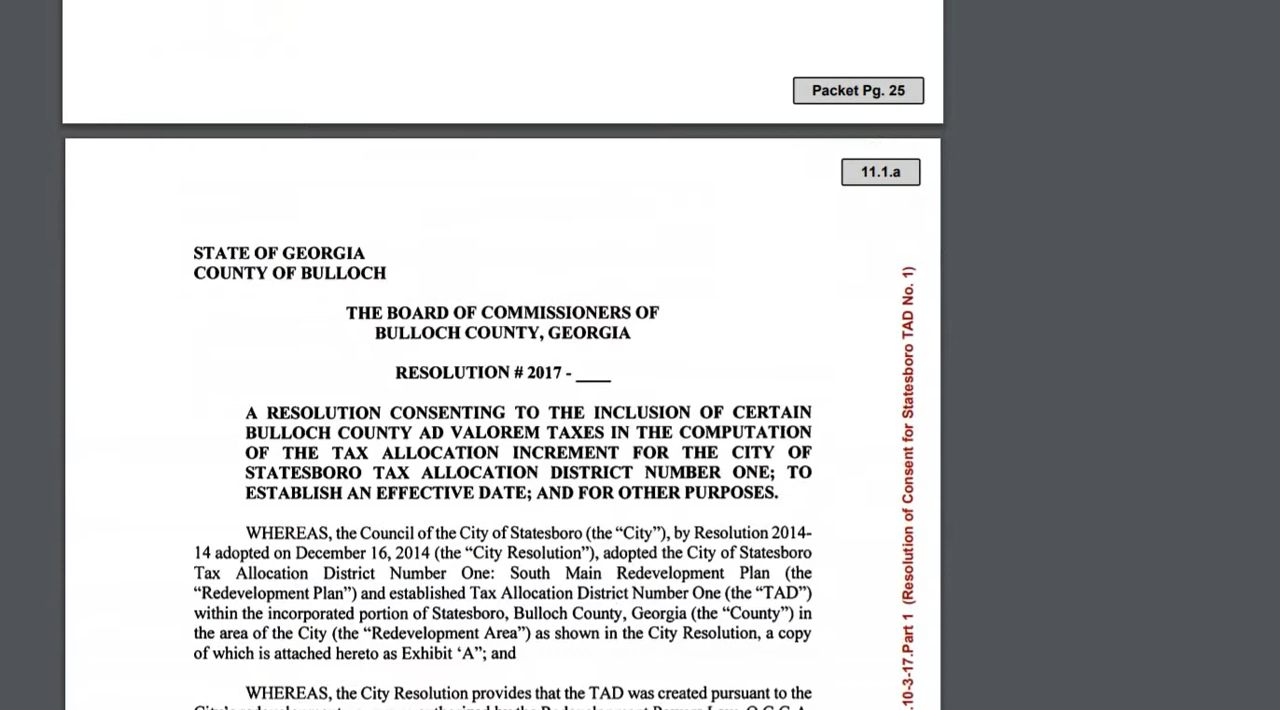 Packet Pg. 25
11.1.a
STATE OF GEORGIA
COUNTY OF BULLOCH
THE BOARD OF COMMISSIONERS OF
BULLOCH COUNTY, GEORGIA
RESOLUTION # 2017 - ____
A RESOLUTION CONSENTING TO THE INCLUSION OF CERTAIN
BULLOCH COUNTY AD VALOREM TAXES IN THE COMPUTATION
OF THE TAX ALLOCATION INCREMENT FOR THE CITY OF
STATESBORO TAX ALLOCATION DISTRICT NUMBER ONE; TO
ESTABLISH AN EFFECTIVE DATE; AND FOR OTHER PURPOSES.
WHEREAS, the Council of the City of Statesboro (the “City”), by Resolution 2014-
14 adopted on December 16, 2014 (the “City Resolution”), adopted the City of Statesboro
Tax Allocation District Number One: South Main Redevelopment Plan (the
“Redevelopment Plan”) and established Tax Allocation District Number One (the “TAD”)
within the incorporated portion of Statesboro, Bulloch County, Georgia (the “County”) in
the area of the City (the “Redevelopment Area”) as shown in the City Resolution, a copy
of which is attached hereto as Exhibit ‘A”; and
WHEREAS, the City Resolution provides that the TAD was created pursuant to the
.10-3-17.Part 1 (Resolution of Consent for Statesboro TAD No. 1)